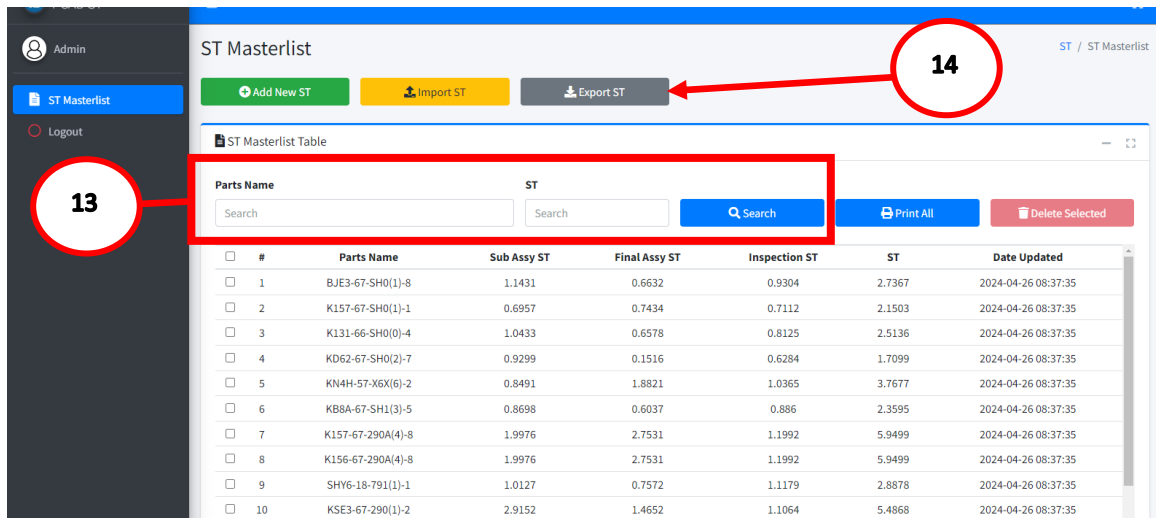 Admin
ST Masterlist
Logout
ST Masterlist
ST / ST Masterlist
Add New ST
Import ST
Export ST
14
13
ST Masterlist Table
Parts Name ST
Search Search Search Print All Delete Selected
# Parts Name Sub Assy ST Final Assy ST Inspection ST ST Date Updated
1 BJE3-67-SH0(1)-8 1.1431 0.6632 0.9304 2.7367 2024-04-26 08:37:35
2 K157-67-SH0(1)-1 0.6957 0.7434 0.7112 2.1503 2024-04-26 08:37:35
3 K131-66-SH0(0)-4 1.0433 0.6578 0.8125 2.5136 2024-04-26 08:37:35
4 KD62-67-SH0(2)-7 0.9299 0.1516 0.6284 1.7099 2024-04-26 08:37:35
5 KN4H-57-X6X(6)-2 0.8491 1.8821 1.0365 3.7677 2024-04-26 08:37:35
6 KB8A-67-SH1(3)-5 0.8698 0.6037 0.886 2.3595 2024-04-26 08:37:35
7 K157-67-290A(4)-8 1.9976 2.7531 1.1992 5.9499 2024-04-26 08:37:35
8 K156-67-290A(4)-8 1.9976 2.7531 1.1992 5.9499 2024-04-26 08:37:35
9 SHY6-18-791(1)-1 1.0127 0.7572 1.1179 2.8878 2024-04-26 08:37:35
10 KSE3-67-290(1)-2 2.9152 1.4652 1.1064 5.4868 2024-04-26 08:37:35